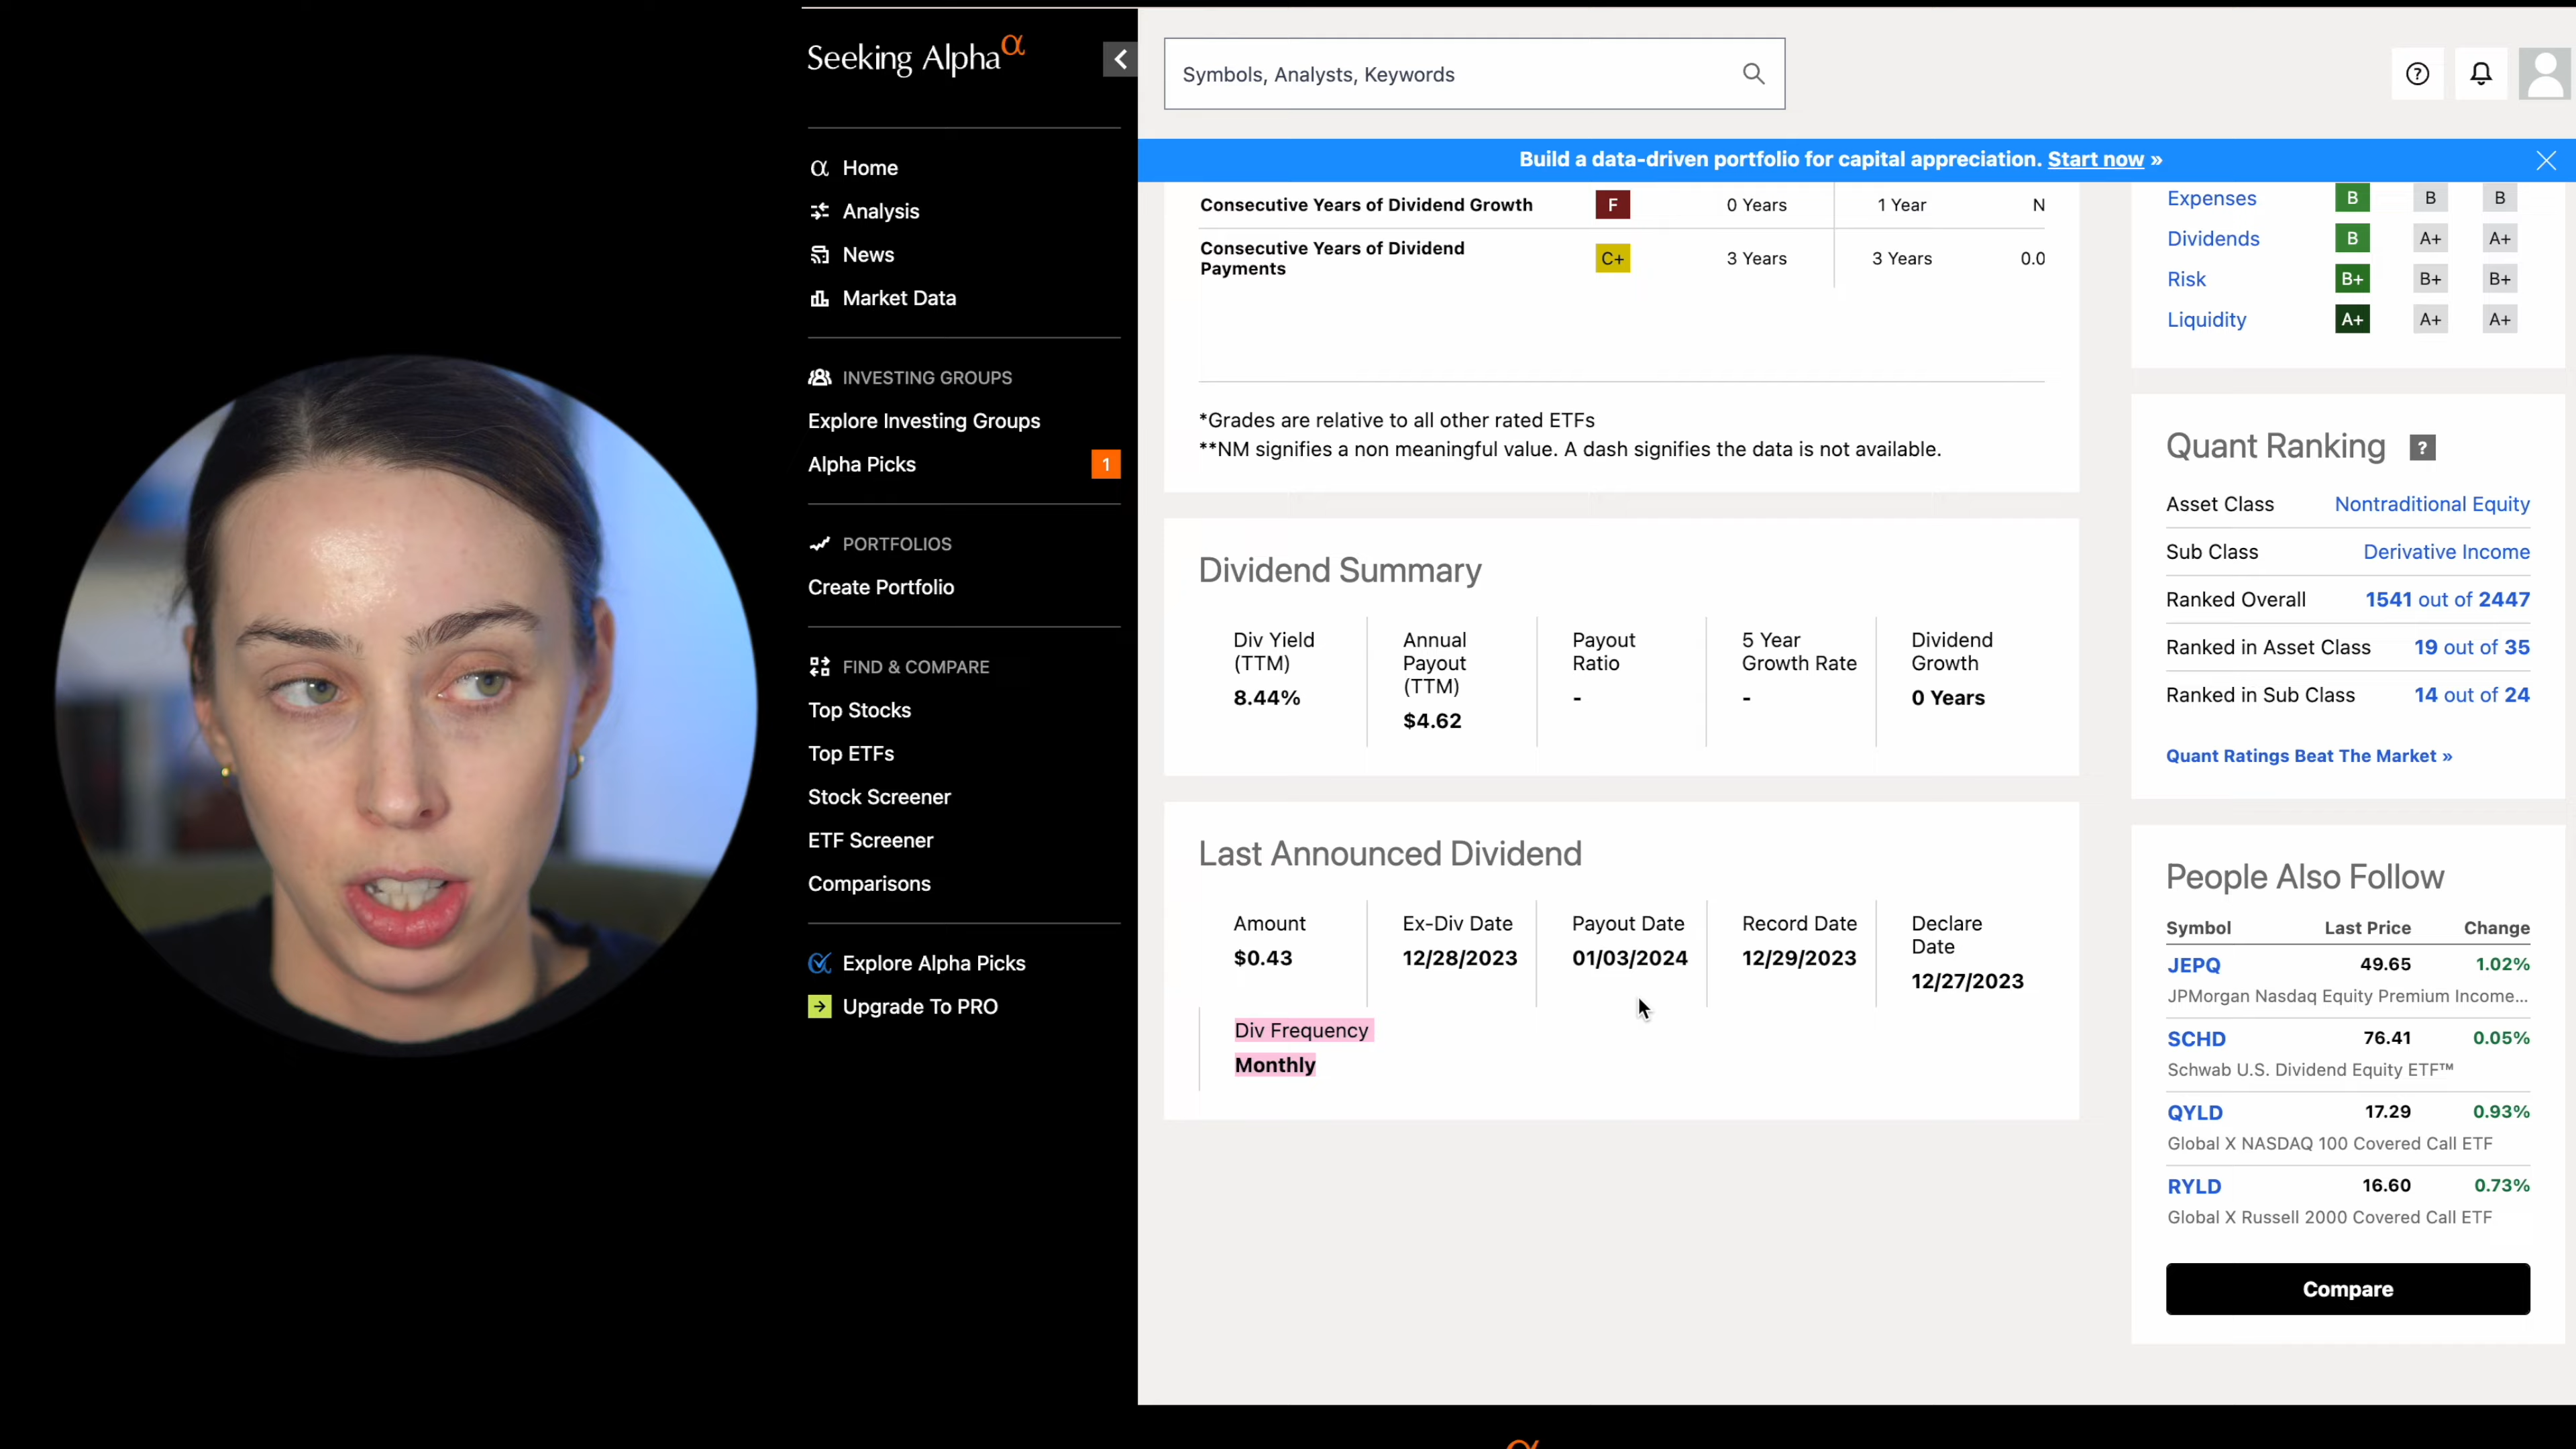 Seeking Alpha α
Home
Analysis
News
Market Data
INVESTING GROUPS
Explore Investing Groups
Alpha Picks 1
PORTFOLIOS
Create Portfolio
FIND & COMPARE
Top Stocks
Top ETFs
Stock Screener
ETF Screener
Comparisons
Explore Alpha Picks
Upgrade To PRO
Symbols, Analysts, Keywords
Build a data-driven portfolio for capital appreciation. Start now »
Consecutive Years of Dividend Growth F 0 Years 1 Year N
Consecutive Years of Dividend
Payments C+ 3 Years 3 Years 0.0
*Grades are relative to all other rated ETFs
**NM signifies a non meaningful value. A dash signifies the data is not available.
Dividend Summary
Div Yield
(TTM)
8.44%
Annual
Payout
(TTM)
$4.62
Payout
Ratio
-
5 Year
Growth Rate
-
Dividend
Growth
0 Years
Last Announced Dividend
Amount
$0.43
Ex-Div Date
12/28/2023
Payout Date
01/03/2024
Record Date
12/29/2023
Declare
Date
12/27/2023
Div Frequency
Monthly
Expenses B B B
Dividends B A+ A+
Risk B+ B+ B+
Liquidity A+ A+ A+
Quant Ranking ?
Asset Class Nontraditional Equity
Sub Class Derivative Income
Ranked Overall 1541 out of 2447
Ranked in Asset Class 19 out of 35
Ranked in Sub Class 14 out of 24
Quant Ratings Beat The Market »
People Also Follow
Symbol Last Price Change
JEPQ 49.65 1.02%
JPMorgan Nasdaq Equity Premium Income...
SCHD 76.41 0.05%
Schwab U.S. Dividend Equity ETF™
QYLD 17.29 0.93%
Global X NASDAQ 100 Covered Call ETF
RYLD 16.60 0.73%
Global X Russell 2000 Covered Call ETF
Compare